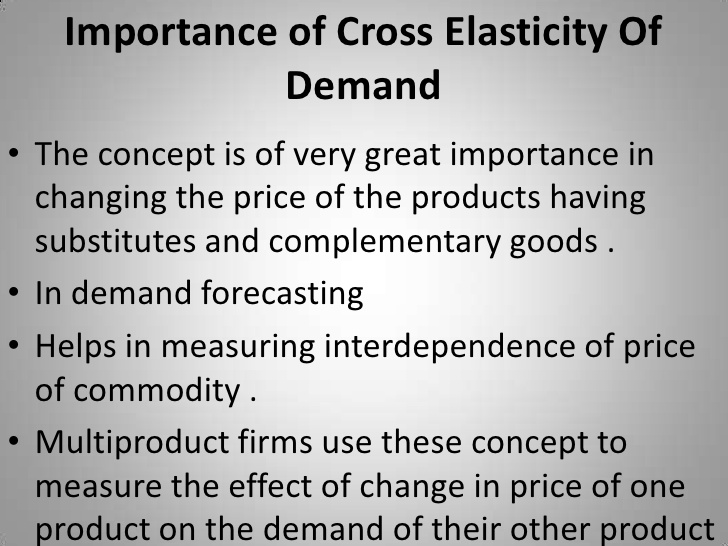 Importance of Cross Elasticity Of
Demand
• The concept is of very great importance in
changing the price of the products having
substitutes and complementary goods .
• In demand forecasting
• Helps in measuring interdependence of price
of commodity .
• Multiproduct firms use these concept to
measure the effect of change in price of one
product on the demand of their other product